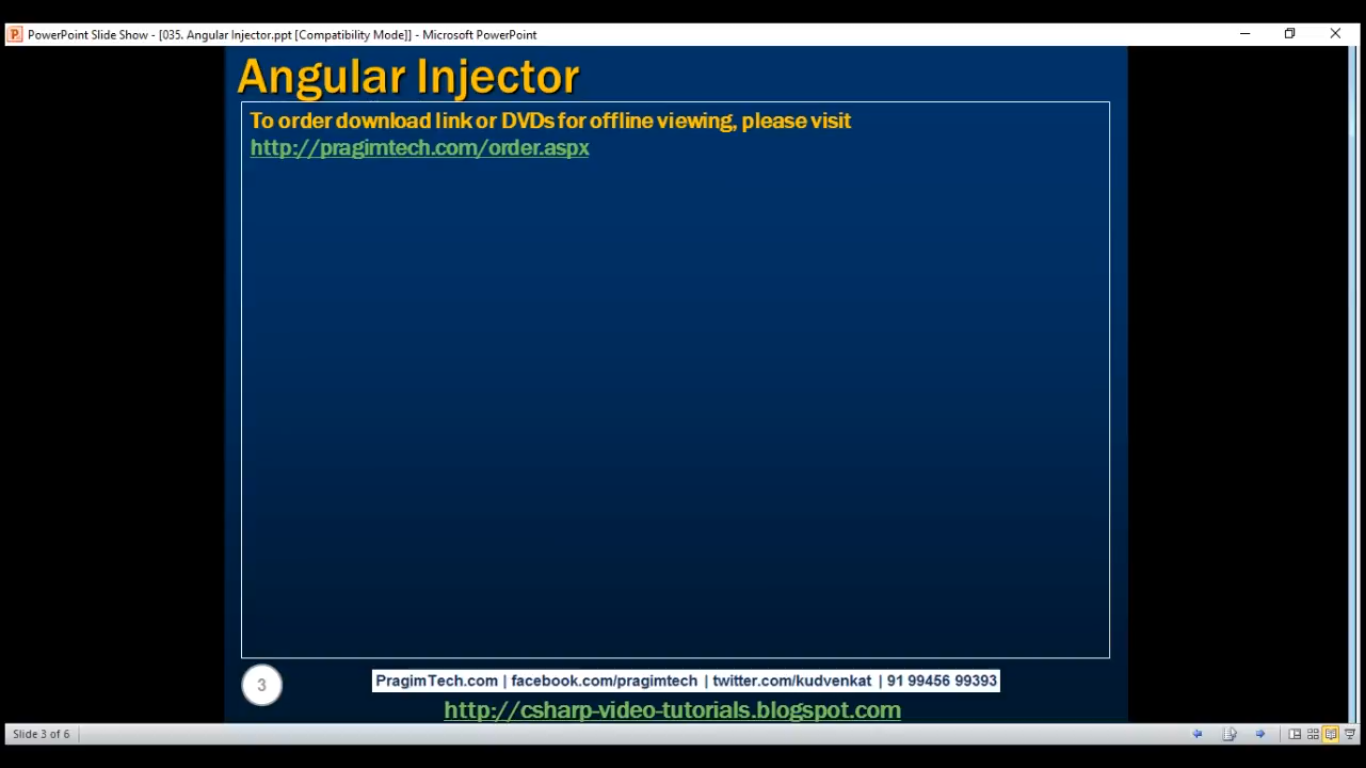 PowerPoint Slide Show - [035. Angular Injector.ppt [Compatibility Mode]] - Microsoft PowerPoint
Angular Injector
To order download link or DVDs for offline viewing, please visit
http://pragimtech.com/order.aspx
3
PragimTech.com | facebook.com/pragimtech | twitter.com/kudvenkat | 91 99456 99393
http://csharp-video-tutorials.blogspot.com
Slide 3 of 6